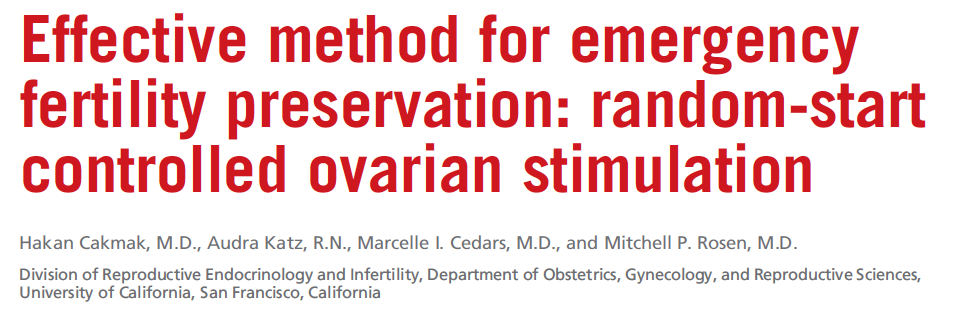 Effective method for emergency
fertility preservation: random-start
controlled ovarian stimulation
Hakan Cakmak, M.D., Audra Katz, R.N., Marcelle I. Cedars, M.D., and Mitchell P. Rosen, M.D.
Division of Reproductive Endocrinology and Infertility, Department of Obstetrics, Gynecology, and Reproductive Sciences,
University of California, San Francisco, California